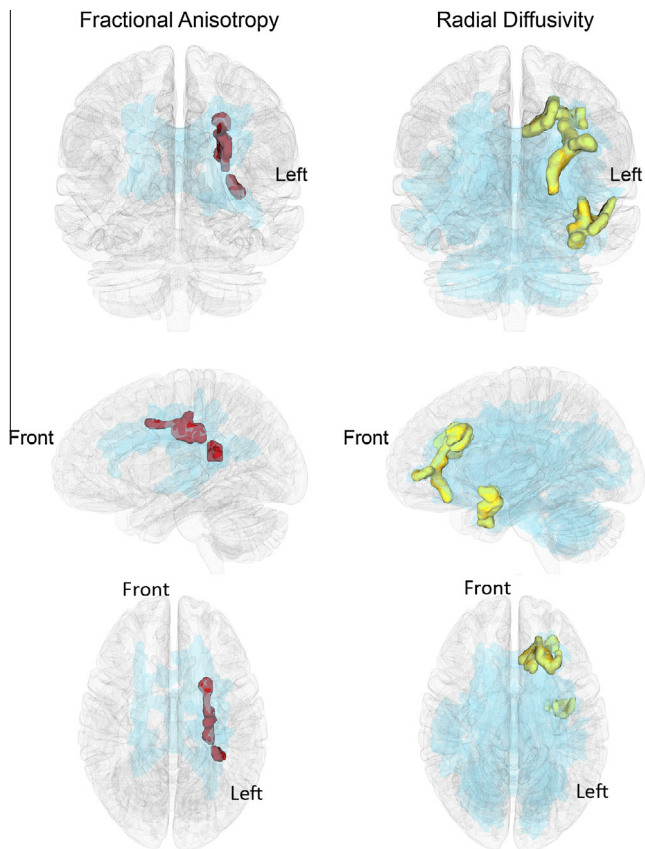 Fractional Anisotropy
Radial Diffusivity
Left
Left
Front
Front
Front
Front
Left
Left